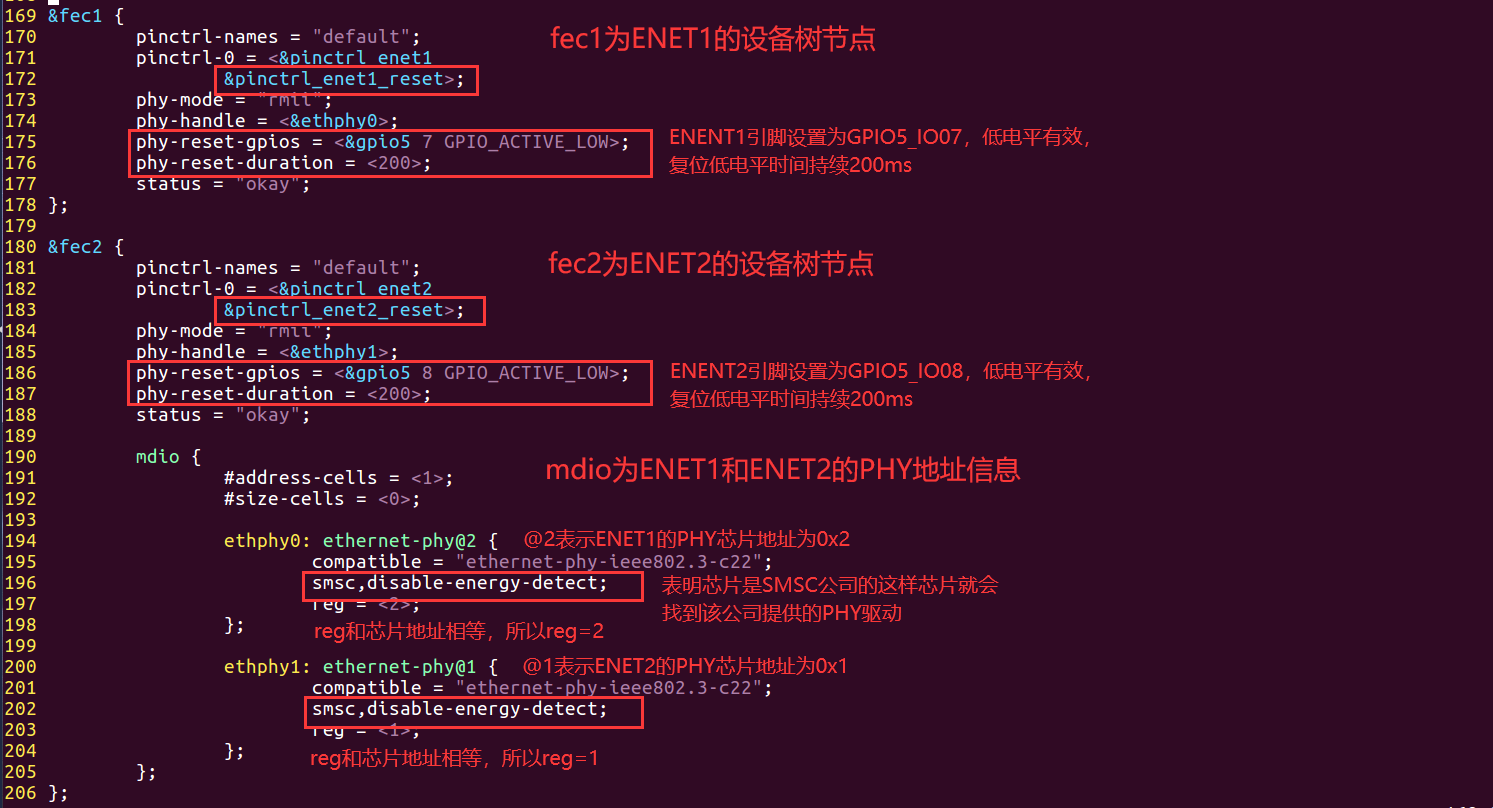 169 &fec1 {
170 pinctrl-names = "default";
fec1为ENET1的设备树节点
171 pinctrl-0 = <&pinctrl_enet1
172 &pinctrl_enet1_reset>;
173 phy-mode = "rmii";
174 phy-handle = <&ethphy0>;
175 phy-reset-gpios = <&gpio5 7 GPIO_ACTIVE_LOW>;
ENENT1引脚设置为GPIO5_IO07，低电平有效，
176 phy-reset-duration = <200>;
复位低电平时间持续200ms
177 status = "okay";
178 };
179
180 &fec2 {
181 pinctrl-names = "default";
fec2为ENET2的设备树节点
182 pinctrl-0 = <&pinctrl_enet2
183 &pinctrl_enet2_reset>;
184 phy-mode = "rmii";
185 phy-handle = <&ethphy1>;
186 phy-reset-gpios = <&gpio5 8 GPIO_ACTIVE_LOW>;
ENENT2引脚设置为GPIO5_IO08，低电平有效，
187 phy-reset-duration = <200>;
复位低电平时间持续200ms
188 status = "okay";
189
190 mdio {
mdio为ENET1和ENET2的PHY地址信息
191 #address-cells = <1>;
192 #size-cells = <0>;
193
194 ethphy0: ethernet-phy@2 {
@2表示ENET1的PHY芯片地址为0x2
195 compatible = "ethernet-phy-ieee802.3-c22";
196 smsc,disable-energy-detect;
表明芯片是SMSC公司的这样芯片就会
197 reg = <2>;
找到该公司提供的PHY驱动
198 };
reg和芯片地址相等，所以reg=2
199
200 ethphy1: ethernet-phy@1 {
@1表示ENET2的PHY芯片地址为0x1
201 compatible = "ethernet-phy-ieee802.3-c22";
202 smsc,disable-energy-detect;
203 reg = <1>;
204 };
reg和芯片地址相等，所以reg=1
205 };
206 };